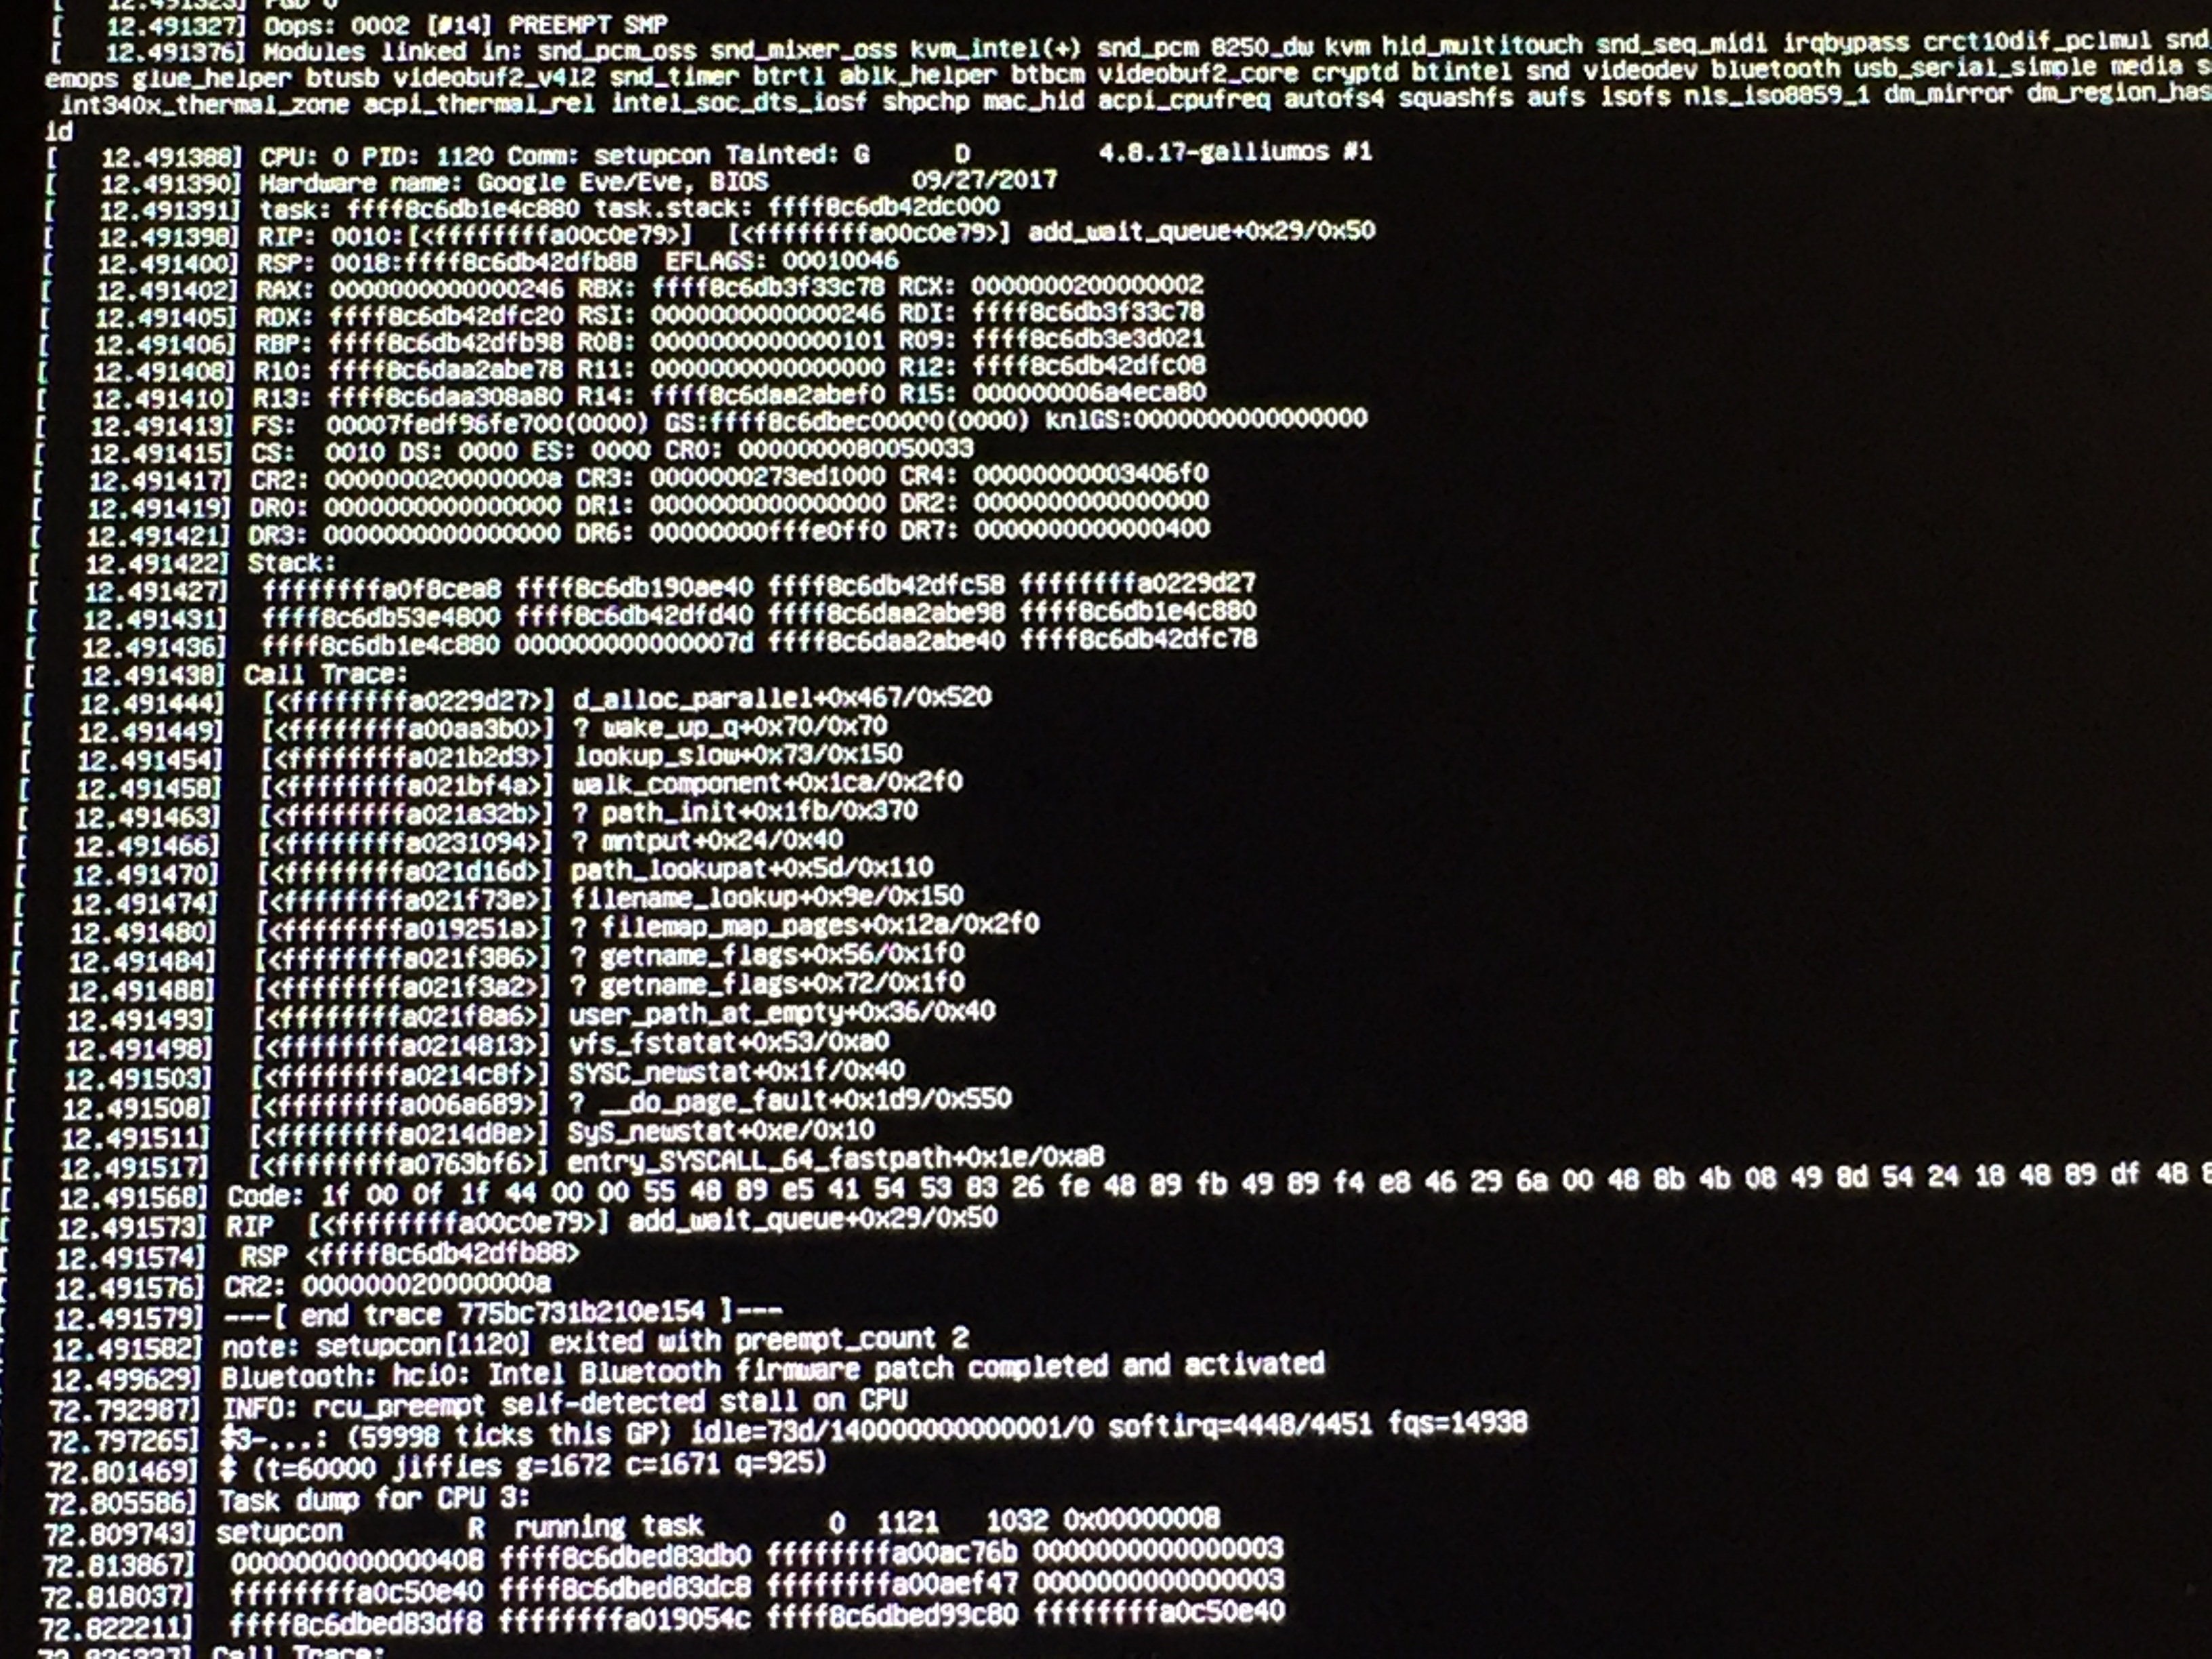 [   12.491323] PGD 0
[   12.491327] Oops: 0002 [#14] PREEMPT SMP
[   12.491376] Modules linked in: snd_pcm_oss snd_mixer_oss kvm_intel(+) snd_pcm 8250_dw kvm hid_multitouch snd_seq_midi irqbypass crct10dif_pclmul snd
emops glue_helper btusb videobuf2_v4l2 snd_timer btrtl ablk_helper btbcm videobuf2_core cryptd btintel snd videodev bluetooth usb_serial_simple media s
int340x_thermal_zone acpi_thermal_rel intel_soc_dts_iosf shpchp mac_hid acpi_cpufreq autofs4 squashfs aufs isofs nls_iso8859_1 dm_mirror dm_region_has
id
[   12.491388] CPU: 0 PID: 1120 Comm: setupcon Tainted: G      D         4.8.17-galliumos #1
[   12.491390] Hardware name: Google Eve/Eve, BIOS          09/27/2017
[   12.491391] task: ffff8c6db1e4c880 task.stack: ffff8c6db42dc000
[   12.491398] RIP: 0010:[<ffffffffa00c0e79>]  [<ffffffffa00c0e79>] add_wait_queue+0x29/0x50
[   12.491400] RSP: 0018:ffff8c6db42dfb88  EFLAGS: 00010046
[   12.491402] RAX: 0000000000000246 RBX: ffff8c6db3f33c78 RCX: 0000000200000002
[   12.491405] RDX: ffff8c6db42dfc20 RSI: 0000000000000246 RDI: ffff8c6db3f33c78
[   12.491406] RBP: ffff8c6db42dfb98 R08: 0000000000000101 R09: ffff8c6db3e3d021
[   12.491408] R10: ffff8c6daa2abe78 R11: 0000000000000000 R12: ffff8c6db42dfc08
[   12.491410] R13: ffff8c6daa308a80 R14: ffff8c6daa2abef0 R15: 000000006a4eca80
[   12.491413] FS:  00007fedf96fe700(0000) GS:ffff8c6dbec00000(0000) knlGS:0000000000000000
[   12.491415] CS:  0010 DS: 0000 ES: 0000 CR0: 0000000080050033
[   12.491417] CR2: 000000020000000a CR3: 0000000273ed1000 CR4: 00000000003406f0
[   12.491419] DR0: 0000000000000000 DR1: 0000000000000000 DR2: 0000000000000000
[   12.491421] DR3: 0000000000000000 DR6: 00000000fffe0ff0 DR7: 0000000000000400
[   12.491422] Stack:
[   12.491427]  ffffffffa0f8cea8 ffff8c6db190ae40 ffff8c6db42dfc58 ffffffffa0229d27
[   12.491431]  ffff8c6db53e4800 ffff8c6db42dfd40 ffff8c6daa2abe98 ffff8c6db1e4c880
[   12.491436]  ffff8c6db1e4c880 000000000000007d ffff8c6daa2abe40 ffff8c6db42dfc78
[   12.491438] Call Trace:
[   12.491444]  [<ffffffffa0229d27>] d_alloc_parallel+0x467/0x520
[   12.491449]  [<ffffffffa00aa3b0>] ? wake_up_q+0x70/0x70
[   12.491454]  [<ffffffffa021b2d3>] lookup_slow+0x73/0x150
[   12.491458]  [<ffffffffa021bf4a>] walk_component+0x1ca/0x2f0
[   12.491463]  [<ffffffffa021a32b>] ? path_init+0x1fb/0x370
[   12.491466]  [<ffffffffa0231094>] ? mntput+0x24/0x40
[   12.491470]  [<ffffffffa021d16d>] path_lookupat+0x5d/0x110
[   12.491474]  [<ffffffffa021f73e>] filename_lookup+0x9e/0x150
[   12.491480]  [<ffffffffa019251a>] ? filemap_map_pages+0x12a/0x2f0
[   12.491484]  [<ffffffffa021f386>] ? getname_flags+0x56/0x1f0
[   12.491488]  [<ffffffffa021f3a2>] ? getname_flags+0x72/0x1f0
[   12.491493]  [<ffffffffa021f8a6>] user_path_at_empty+0x36/0x40
[   12.491498]  [<ffffffffa0214813>] vfs_fstatat+0x53/0xa0
[   12.491503]  [<ffffffffa0214c8f>] SYSC_newstat+0x1f/0x40
[   12.491508]  [<ffffffffa006a689>] ? __do_page_fault+0x1d9/0x550
[   12.491511]  [<ffffffffa0214d8e>] SyS_newstat+0xe/0x10
[   12.491517]  [<ffffffffa0763bf6>] entry_SYSCALL_64_fastpath+0x1e/0xa8
[   12.491568] Code: 1f 00 0f 1f 44 00 00 55 48 89 e5 41 54 53 83 26 fe 48 89 fb 49 89 f4 e8 46 29 6a 00 48 8b 4b 08 49 8d 54 24 18 48 89 df 48
[   12.491573] RIP  [<ffffffffa00c0e79>] add_wait_queue+0x29/0x50
[   12.491574]  RSP <ffff8c6db42dfb88>
[   12.491576] CR2: 000000020000000a
[   12.491579] ---[ end trace 775bc731b210e154 ]---
[   12.491582] note: setupcon[1120] exited with preempt_count 2
[   12.499629] Bluetooth: hci0: Intel Bluetooth firmware patch completed and activated
72.792987] INFO: rcu_preempt self-detected stall on CPU
72.797265] 3-...: (59998 ticks this GP) idle=73d/140000000000001/0 softirq=4448/4451 fqs=14938
72.801469] (t=60000 jiffies g=1672 c=1671 q=925)
72.805586] Task dump for CPU 3:
72.809743] setupcon        R  running task        0  1121   1032 0x00000008
72.813867]  0000000000000408 ffff8c6dbed83db0 ffffffffa00ac76b 0000000000000003
72.818037]  ffffffffa0c50e40 ffff8c6dbed83dc8 ffffffffa00aef47 0000000000000003
72.822211]  ffff8c6dbed83df8 ffffffffa019054c ffff8c6dbed99c80 ffffffffa0c50e40
Call Trace: